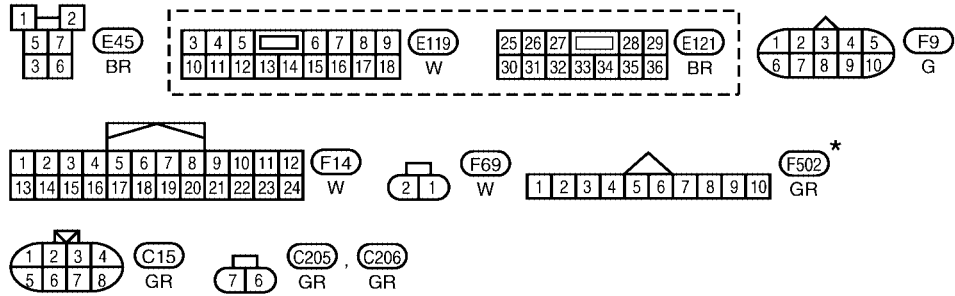 1 2
5 7
3 6
E45
BR
3 4 5 6 7 8 9
10 11 12 13 14 15 16 17 18
E119
W
25 26 27 28 29
30 31 32 33 34 35 36
E121
BR
1 2 3 4 5
6 7 8 9 10
F9
G
1 2 3 4 5 6 7 8 9 10 11 12
13 14 15 16 17 18 19 20 21 22 23 24
F14
W
2 1
F69
W
1 2 3 4 5 6 7 8 9 10
F502 *
GR
1 2 3 4
5 6 7 8
C15
GR
7 6
C205 , C206
GR GR